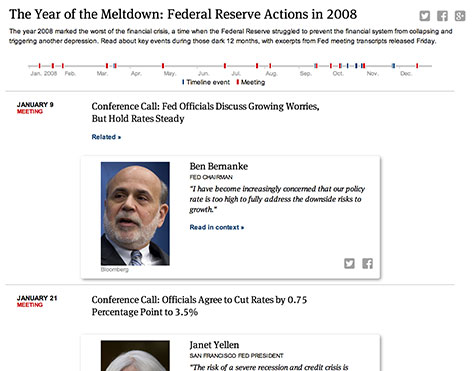 The Year of the Meltdown: Federal Reserve Actions in 2008
The year 2008 marked the worst of the financial crisis, a time when the Federal Reserve struggled to prevent the financial system from collapsing and
triggering another depression. Read about key events during those dark 12 months, with excerpts from Fed meeting transcripts released Friday.
Jan. 2008 Feb. Mar. Apr. May Jun. Jul. Aug. Sep. Oct. Nov. Dec.
Timeline event Meeting
JANUARY 9
MEETING
Conference Call: Fed Officials Discuss Growing Worries,
But Hold Rates Steady
Related »
Ben Bernanke
FED CHAIRMAN
"I have become increasingly concerned that our policy
rate is too high to fully address the downside risks to
growth."
Read in context »
Bloomberg
JANUARY 21
MEETING
Conference Call: Officials Agree to Cut Rates by 0.75
Percentage Point to 3.5%
Janet Yellen
SAN FRANCISCO FED PRESIDENT
"The risk of a severe recession and credit crisis is